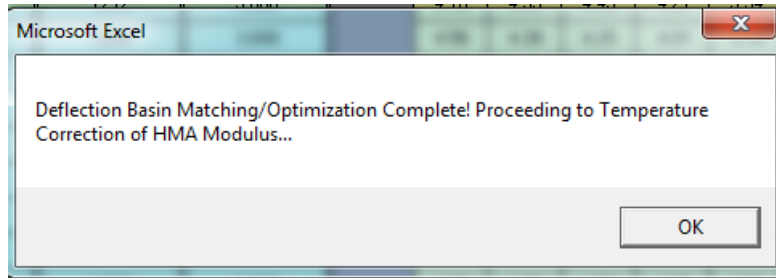 Microsoft Excel
Deflection Basin Matching/Optimization Complete! Proceeding to Temperature
Correction of HMA Modulus...
OK